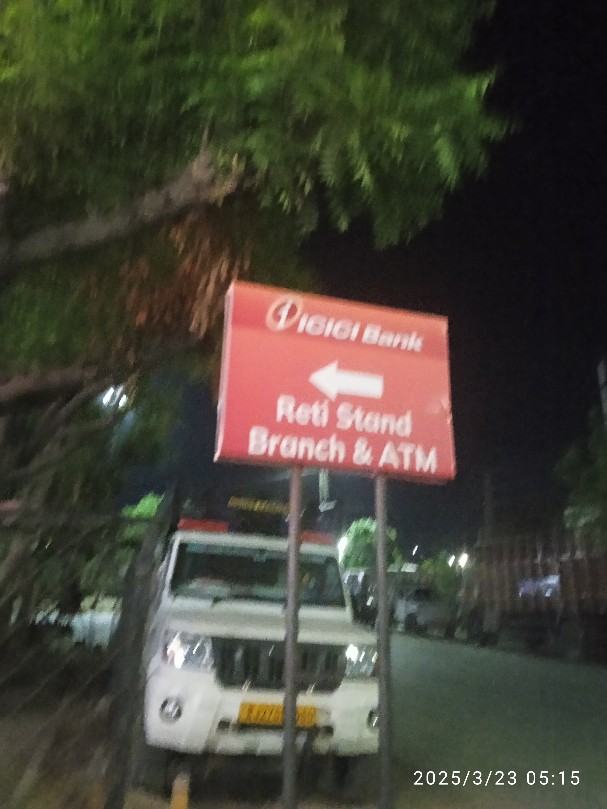 ICICI Bank
Reti Stand
Branch & ATM
2025/3/23 05:15